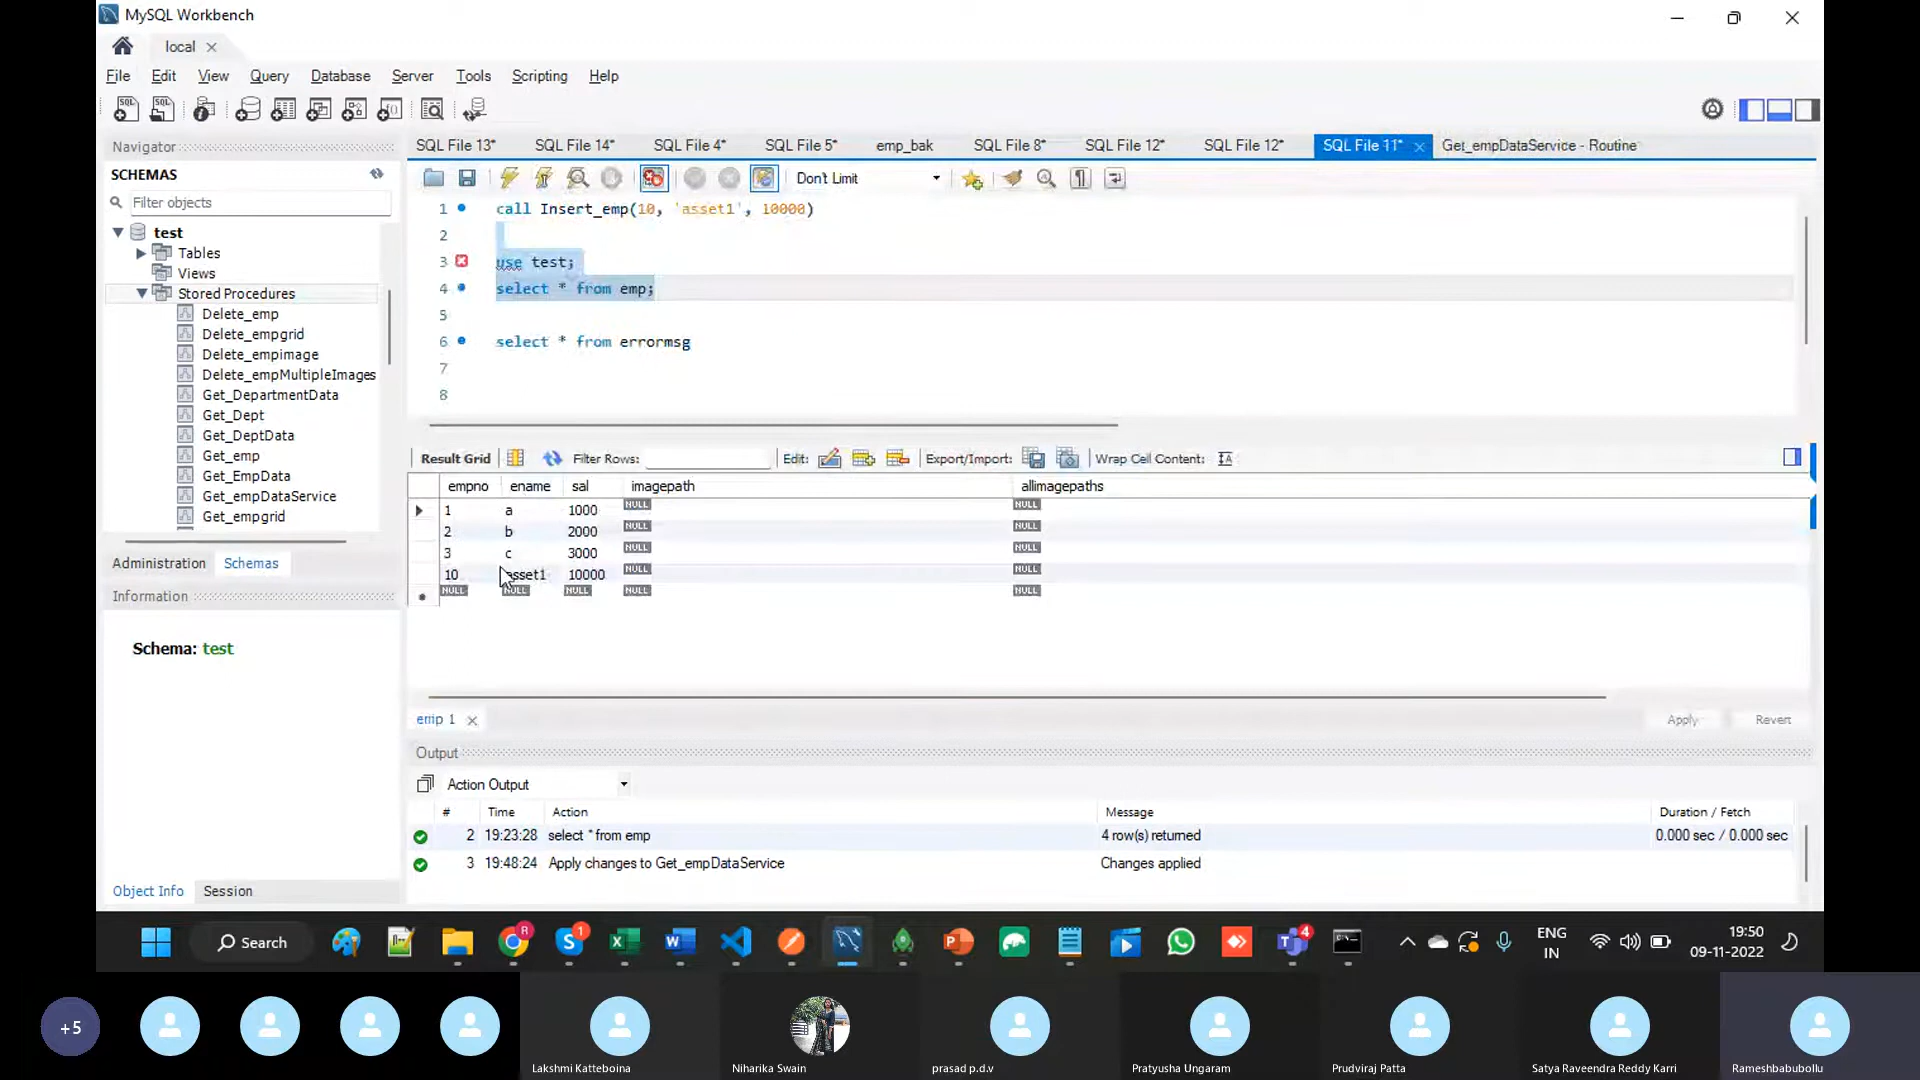 MySQL Workbench
local
File Edit View Query Database Server Tools Scripting Help
Navigator
SCHEMAS
Filter objects
test
Tables
Views
Stored Procedures
Delete_emp
Delete_empgrid
Delete_empimage
Delete_empMultipleImages
Get_DepartmentData
Get_Dept
Get_DeptData
Get_emp
Get_EmpData
Get_empDataService
Get_empgrid
Administration Schemas
Information
Schema: test
Object Info Session
SQL File 13* SQL File 14* SQL File 4* SQL File 5* emp_bak SQL File 8* SQL File 12* SQL File 12* SQL File 11* Get_empDataService - Routine
Don't Limit
1 call Insert_emp(10, 'asset1', 10000)
2
3 use test;
4 select * from emp;
5
6 select * from errormsg
7
8
Result Grid Filter Rows: Edit: Export/Import: Wrap Cell Content:
empno ename sal imagepath allimagepaths
1 a 1000 NULL NULL
2 b 2000 NULL NULL
3 c 3000 NULL NULL
10 asset1 10000 NULL NULL
NULL NULL NULL NULL NULL
emp 1
Apply Revert
Output
Action Output
# Time Action Message Duration / Fetch
2 19:23:28 select * from emp 4 row(s) returned 0.000 sec / 0.000 sec
3 19:48:24 Apply changes to Get_empDataService Changes applied
Search
R
1
4
ENG
IN
19:50
09-11-2022
+5
Lakshmi Katteboina
Niharika Swain
prasad p.d.v
Pratyusha Ungaram
Prudviraj Patta
Satya Raveendra Reddy Karri
Rameshbabubollu